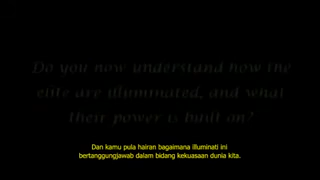 Do you now understand how the
elite are illuminated, and what
their power is built on?
Dan kamu pula hairan bagaimana illuminati ini
bertanggungjawab dalam bidang kekuasaan dunia kita.